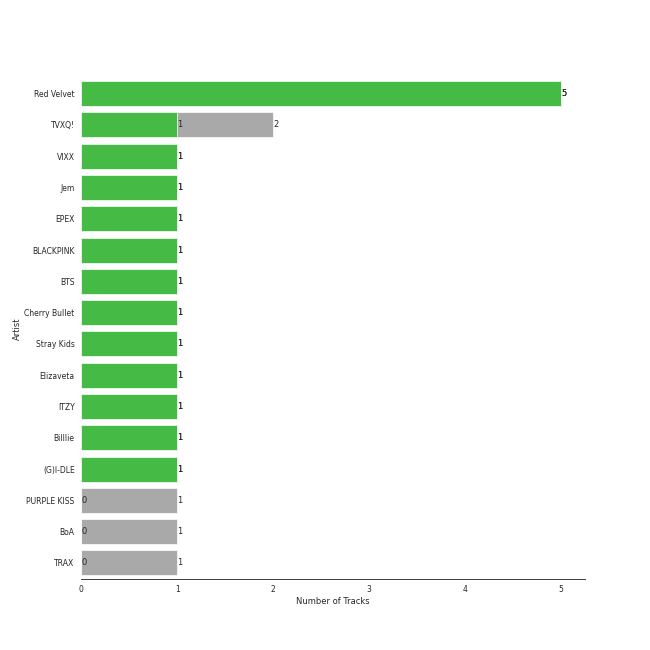 Red Velvet 5
TVXQ! 1 2
VIXX 1
Jem 1
EPEX 1
BLACKPINK 1
BTS 1
Cherry Bullet 1
Stray Kids 1
Elizaveta 1
ITZY 1
Billlie 1
(G)I-DLE 1
PURPLE KISS 0 1
BoA 0 1
TRAX 0 1
Artist
0 1 2 3 4 5
Number of Tracks